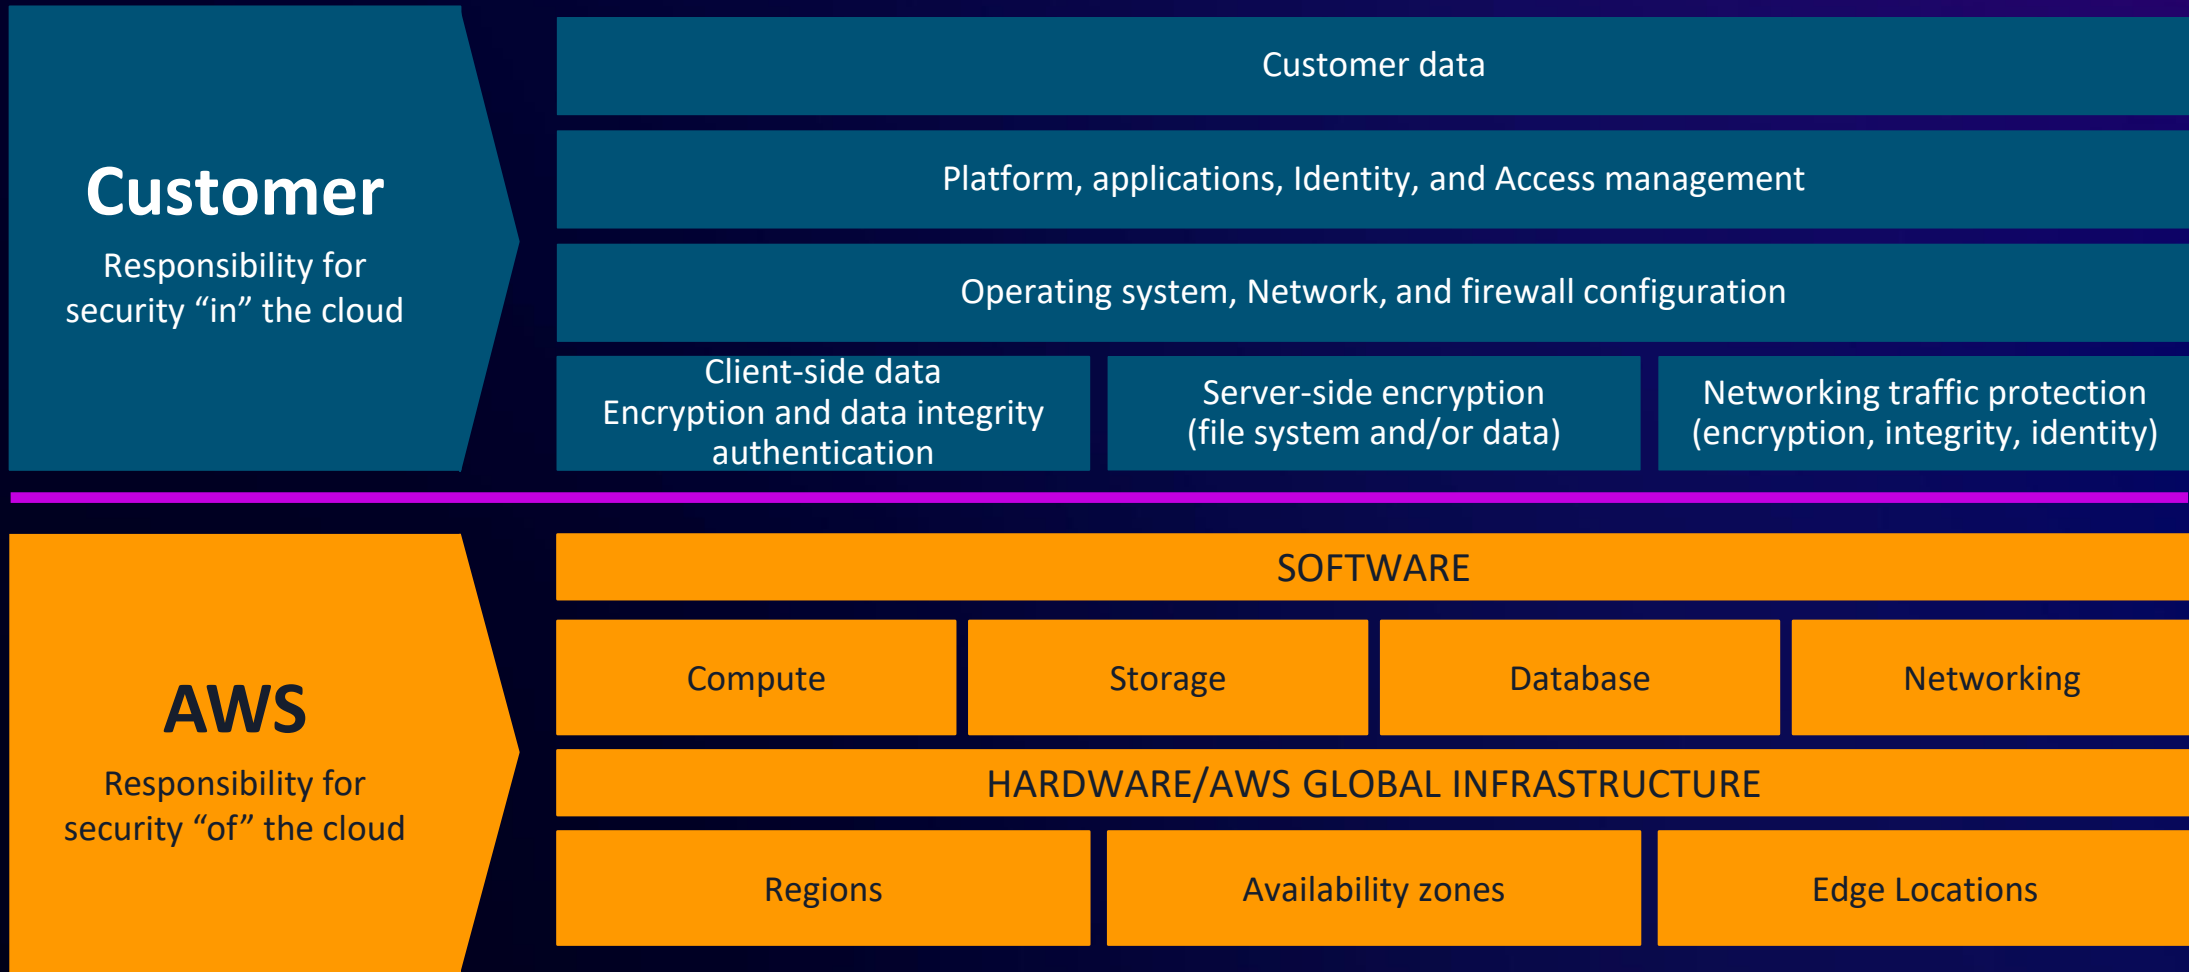 Customer
Responsibility for
security “in” the cloud
Customer data
Platform, applications, Identity, and Access management
Operating system, Network, and firewall configuration
Client-side data
Encryption and data integrity
authentication
Server-side encryption
(file system and/or data)
Networking traffic protection
(encryption, integrity, identity)
AWS
Responsibility for
security “of” the cloud
SOFTWARE
Compute
Storage
Database
Networking
HARDWARE/AWS GLOBAL INFRASTRUCTURE
Regions
Availability zones
Edge Locations